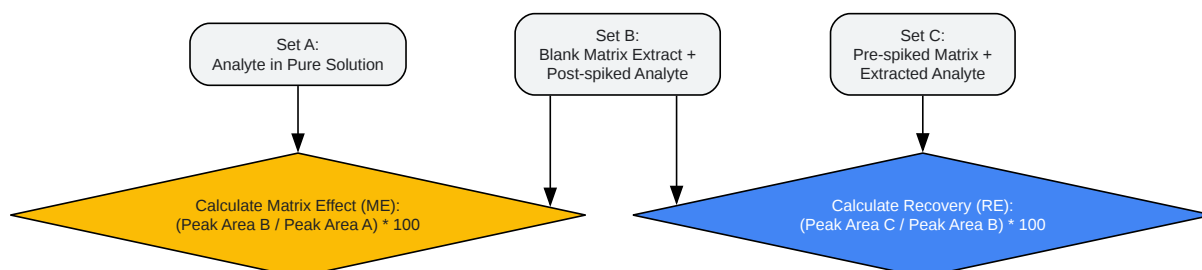 Set A:
Analyte in Pure Solution
Set B:
Blank Matrix Extract +
Post-spiked Analyte
Set C:
Pre-spiked Matrix +
Extracted Analyte
Calculate Matrix Effect (ME):
(Peak Area B / Peak Area A) * 100
Calculate Recovery (RE):
(Peak Area C / Peak Area B) * 100